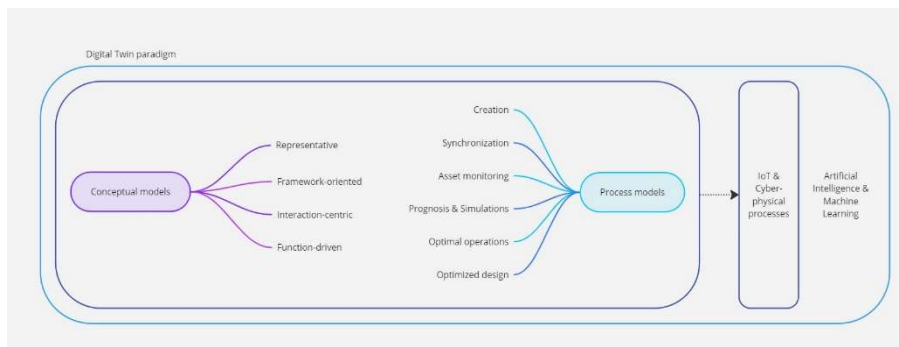 Digital Twin paradigm
Conceptual models
Representative
Framework-oriented
Interaction-centric
Function-driven
Creation
Synchronization
Asset monitoring
Prognosis & Simulations
Optimal operations
Optimized design
Process models
IoT &
Cyber-
physical
processes
Artificial
Intelligence &
Machine
Learning